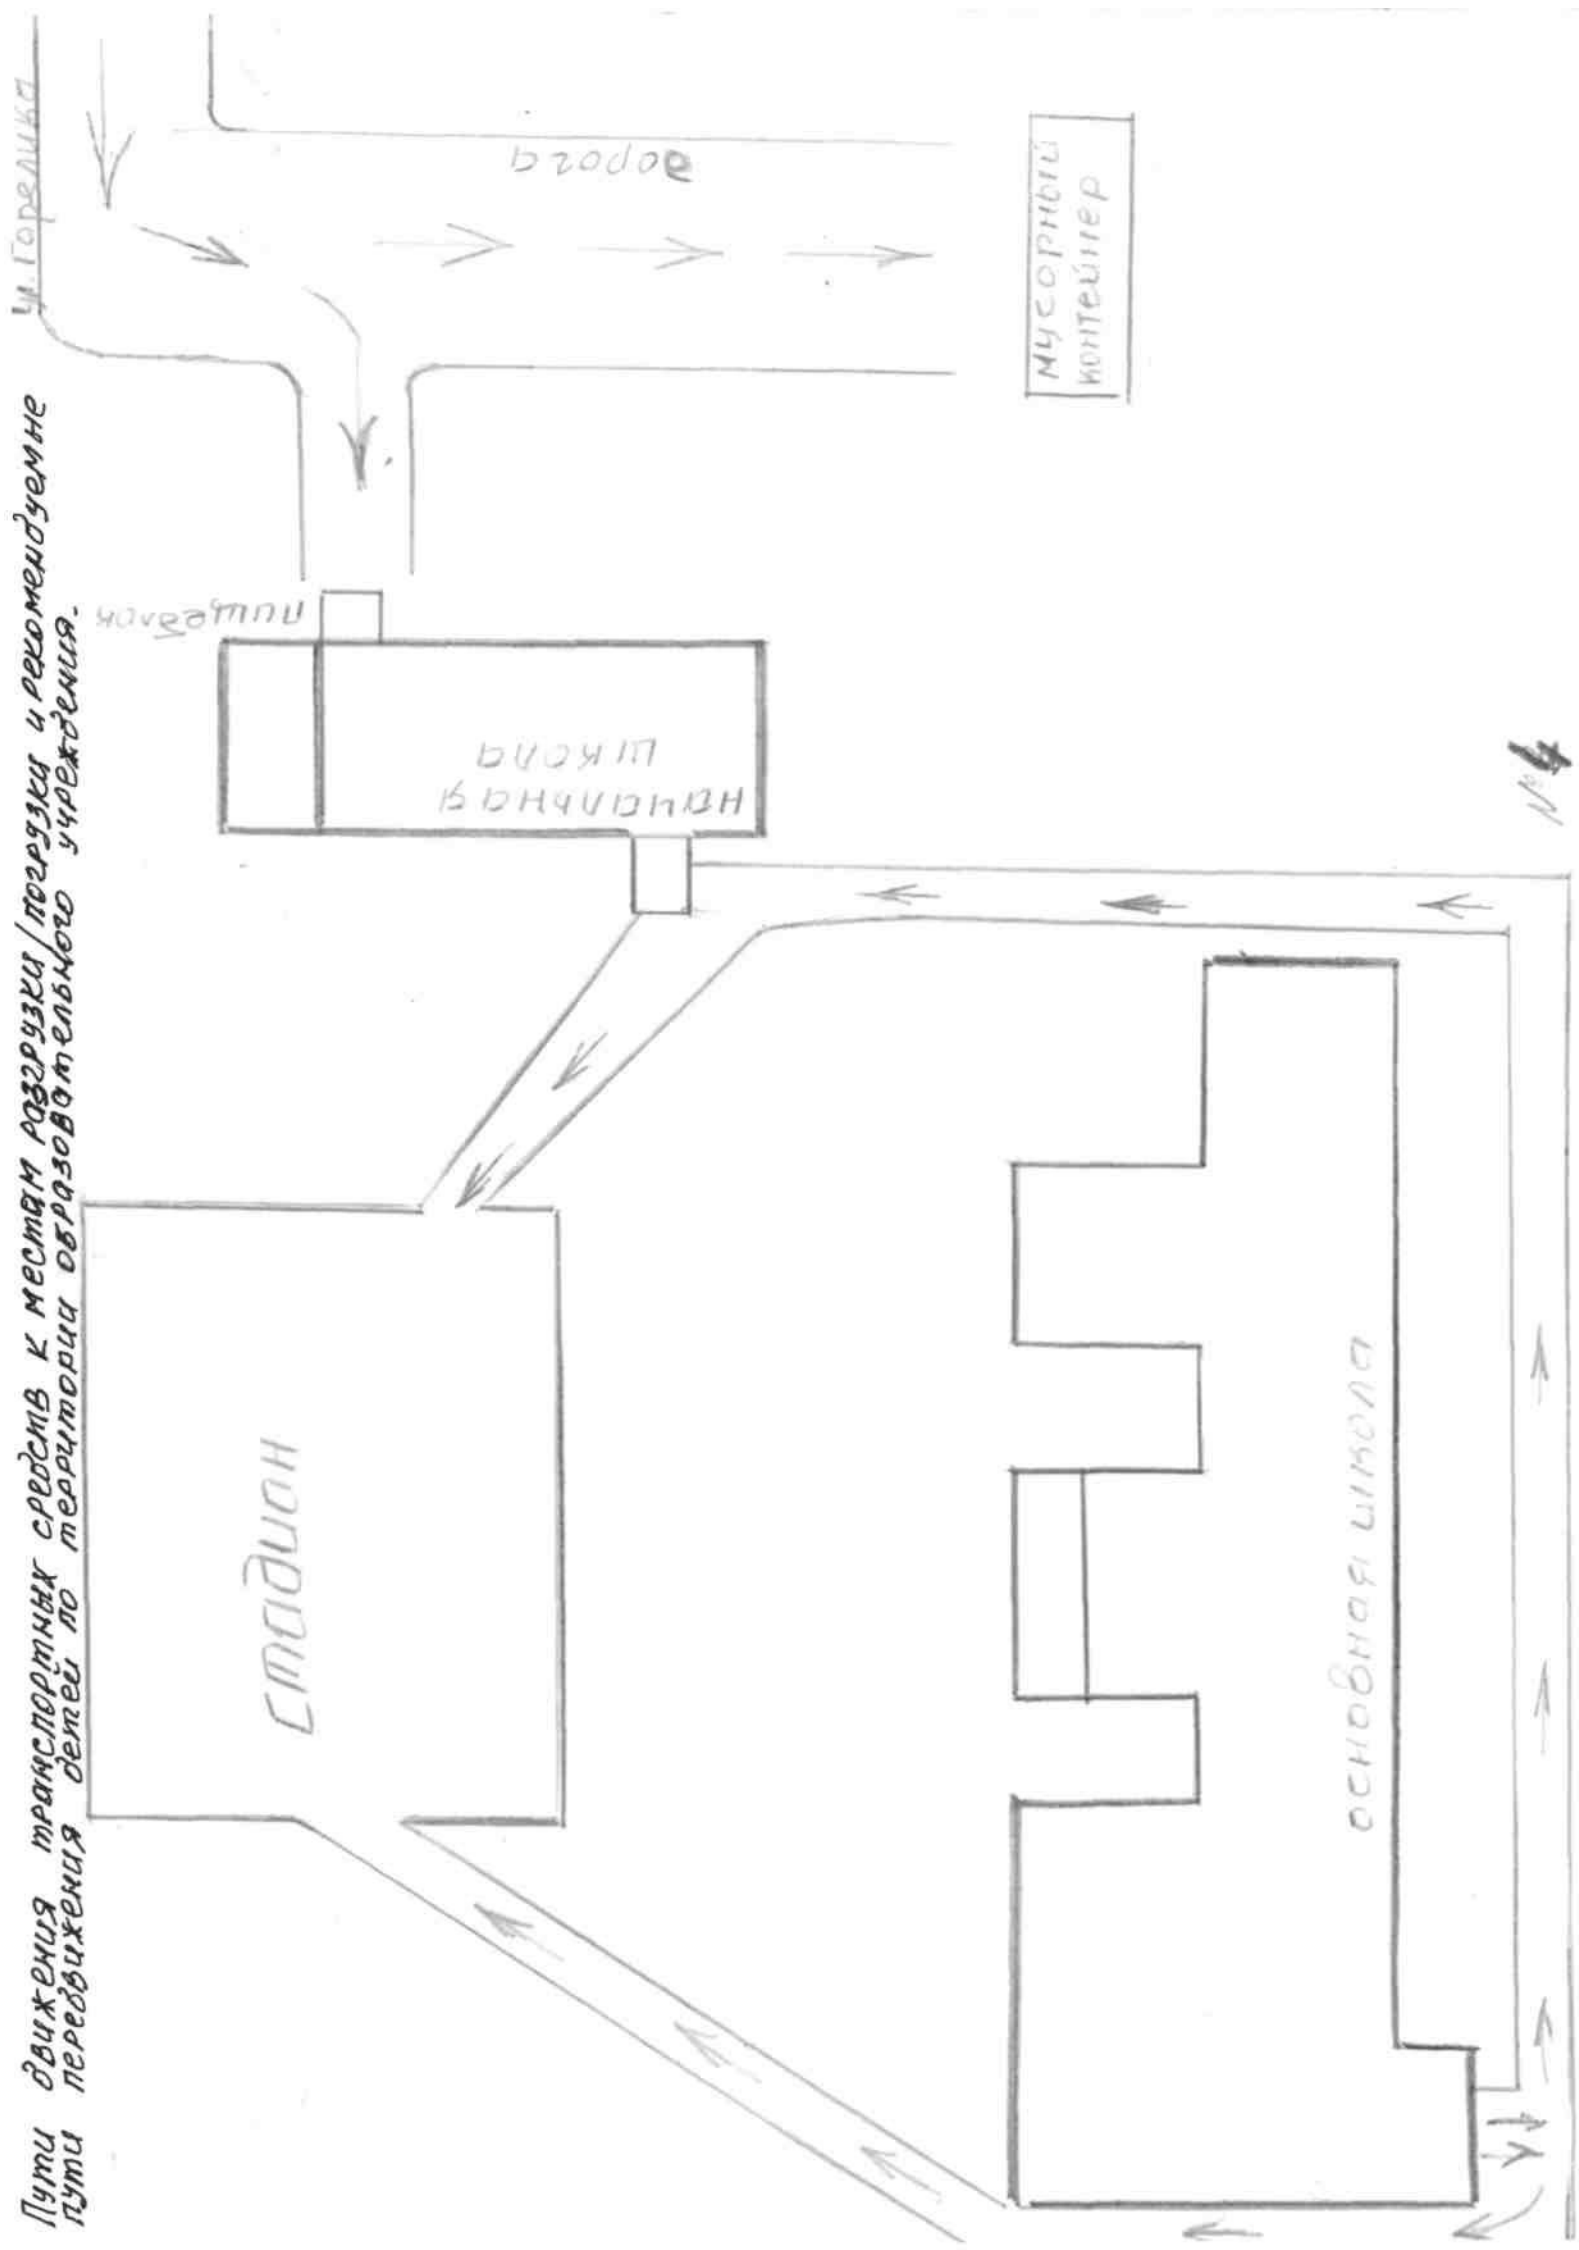 Пути движения транспортных средств к местам разгрузки/погрузки и рекомендуемые
пути передвижения детей по территории образовательного учреждения.
ул. Горелика
дорога
мусорный
контейнер
пищеблок
начальная
школа
стадион
основная школа
№4